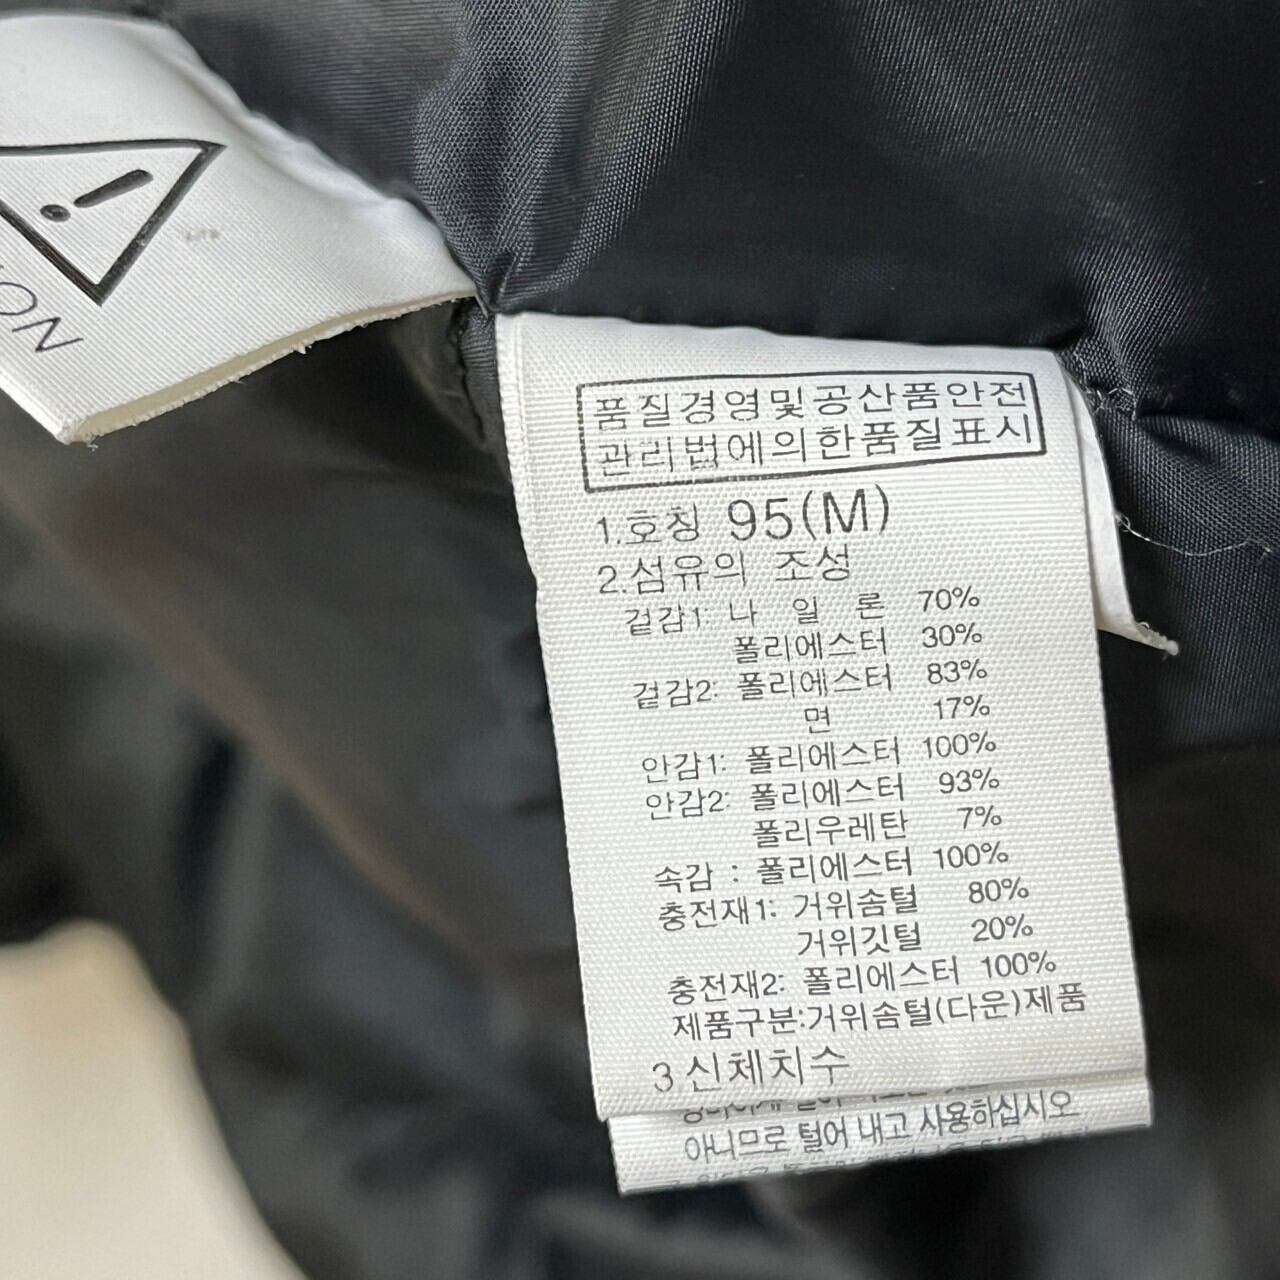 품질경영및공산품안전
관리법에의한품질표시
1.호칭 95(M)
2.섬유의 조성
겉감1: 나 일 론 70%
폴리에스터 30%
겉감2: 폴리에스터 83%
면 17%
안감1: 폴리에스터 100%
안감2: 폴리에스터 93%
폴리우레탄 7%
속감 : 폴리에스터 100%
충전재1: 거위솜털 80%
거위깃털 20%
충전재2: 폴리에스터 100%
제품구분:거위솜털(다운)제품
3 신체치수
아니므로 털어 내고 사용하십시오